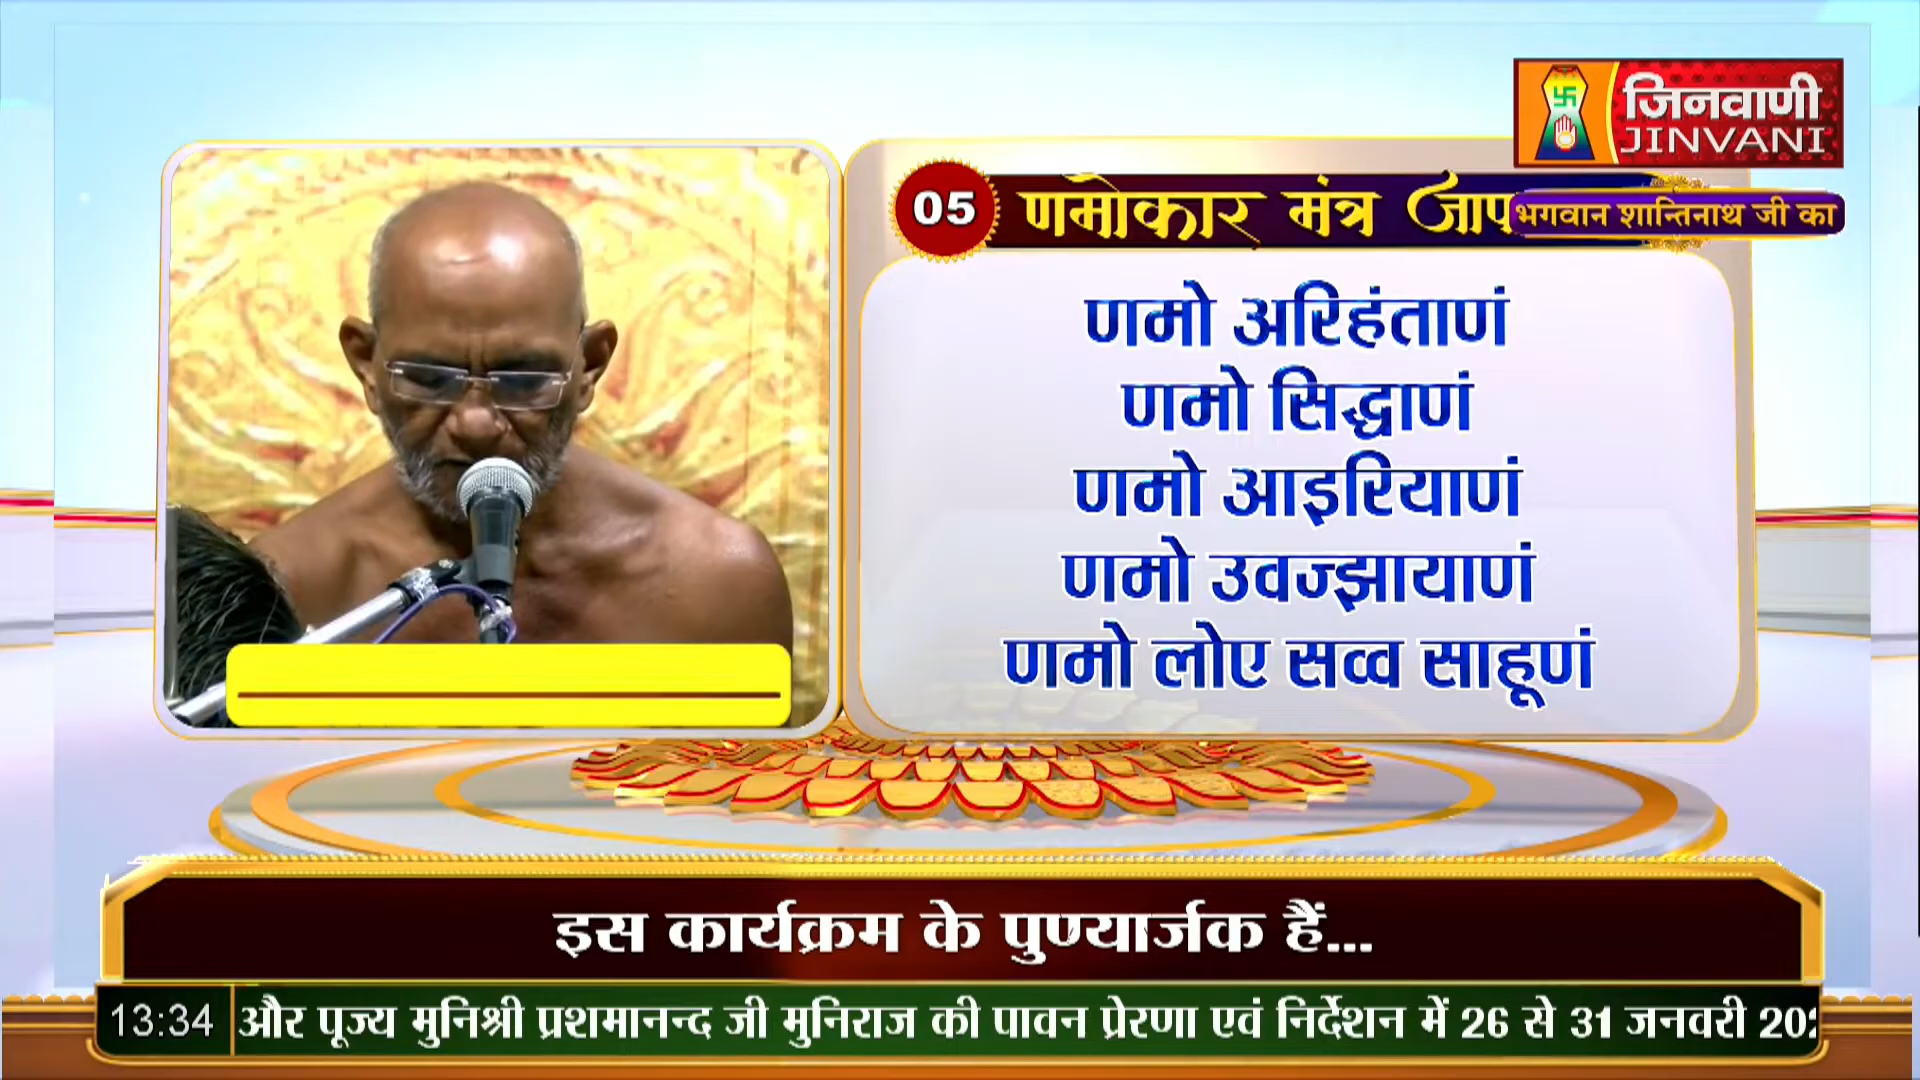 जिनवाणी
JINVANI
05 णमोकार मंत्र जाप
भगवान शान्तिनाथ जी का
णमो अरिहंताणं
णमो सिद्धाणं
णमो आइरियाणं
णमो उवज्झायाणं
णमो लोए सव्व साहूणं
इस कार्यक्रम के पुण्यार्जक हैं...
13:34 और पूज्य मुनिश्री प्रशमानन्द जी मुनिराज की पावन प्रेरणा एवं निर्देशन में 26 से 31 जनवरी